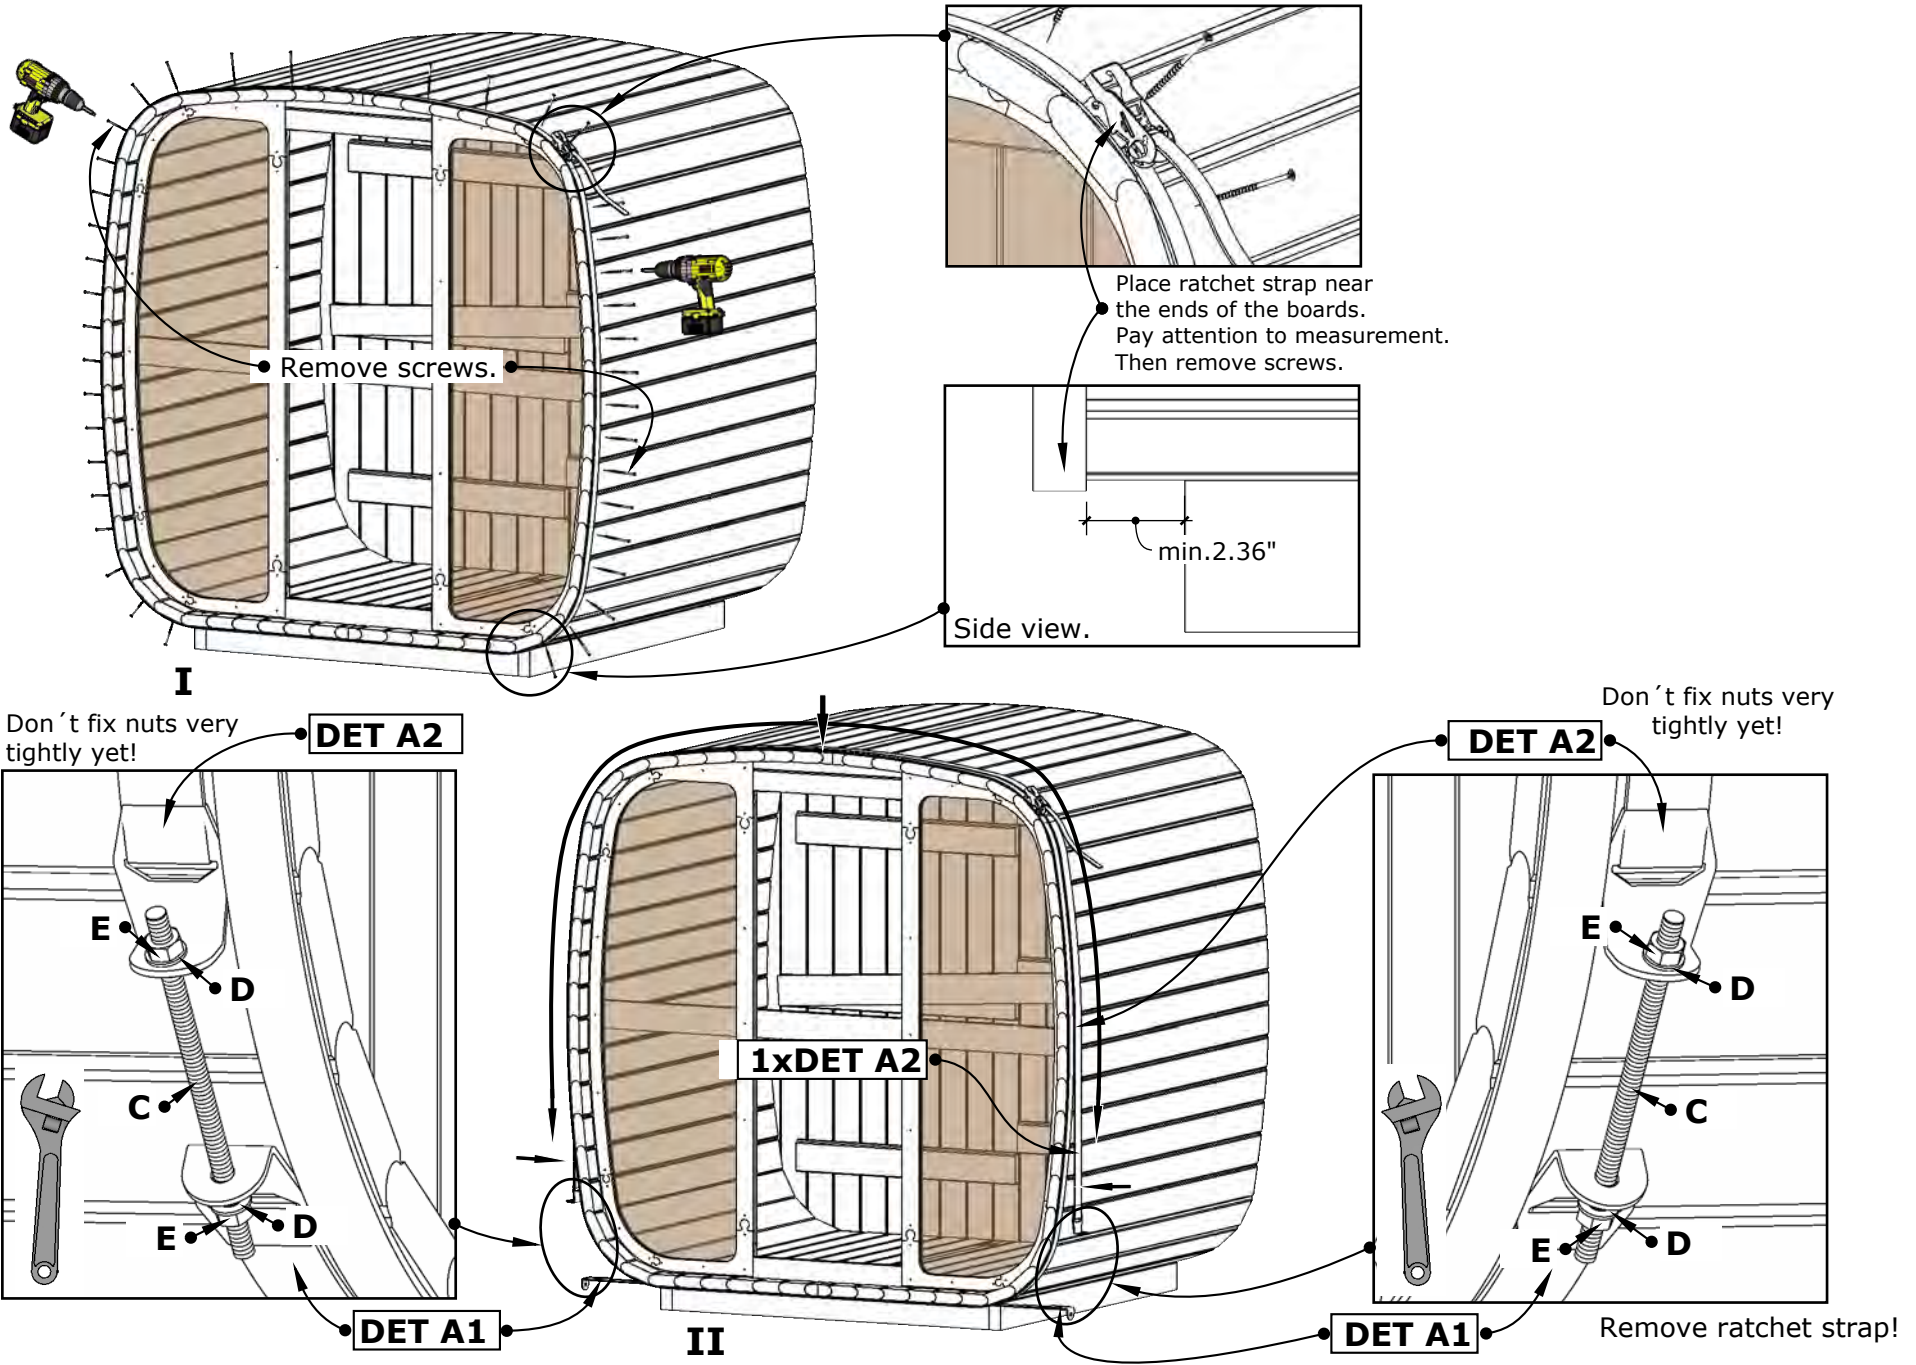 Remove screws.
Place ratchet strap near
the ends of the boards.
Pay attention to measurement.
Then remove screws.
min.2.36"
Side view.
I
Don´t fix nuts very
tightly yet!
DET A2
E
D
C
E
D
DET A1
1xDET A2
II
Don´t fix nuts very
tightly yet!
DET A2
E
D
C
E
D
DET A1
Remove ratchet strap!